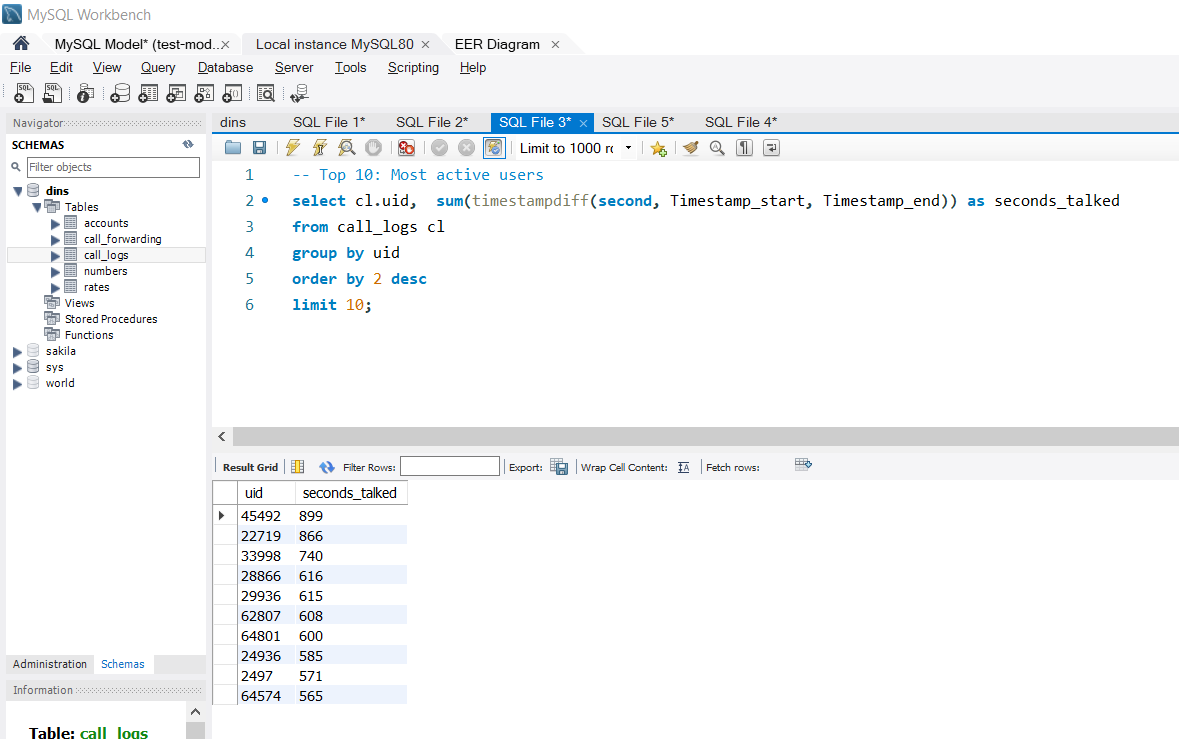 MySQL Workbench
MySQL Model* (test-mod.. × Local instance MySQL80 × EER Diagram ×
File Edit View Query Database Server Tools Scripting Help
Navigator
SCHEMAS
Filter objects
dins
Tables
accounts
call_forwarding
call_logs
numbers
rates
Views
Stored Procedures
Functions
sakila
sys
world
Administration Schemas
Information
Table: call_logs
dins SQL File 1* SQL File 2* SQL File 3* × SQL File 5* SQL File 4*
Limit to 1000 rc
1 -- Top 10: Most active users
2 select cl.uid,  sum(timestampdiff(second, Timestamp_start, Timestamp_end)) as seconds_talked
3 from call_logs cl
4 group by uid
5 order by 2 desc
6 limit 10;
Result Grid Filter Rows: Export: Wrap Cell Content: Fetch rows:
uid seconds_talked
45492 899
22719 866
33998 740
28866 616
29936 615
62807 608
64801 600
24936 585
2497 571
64574 565